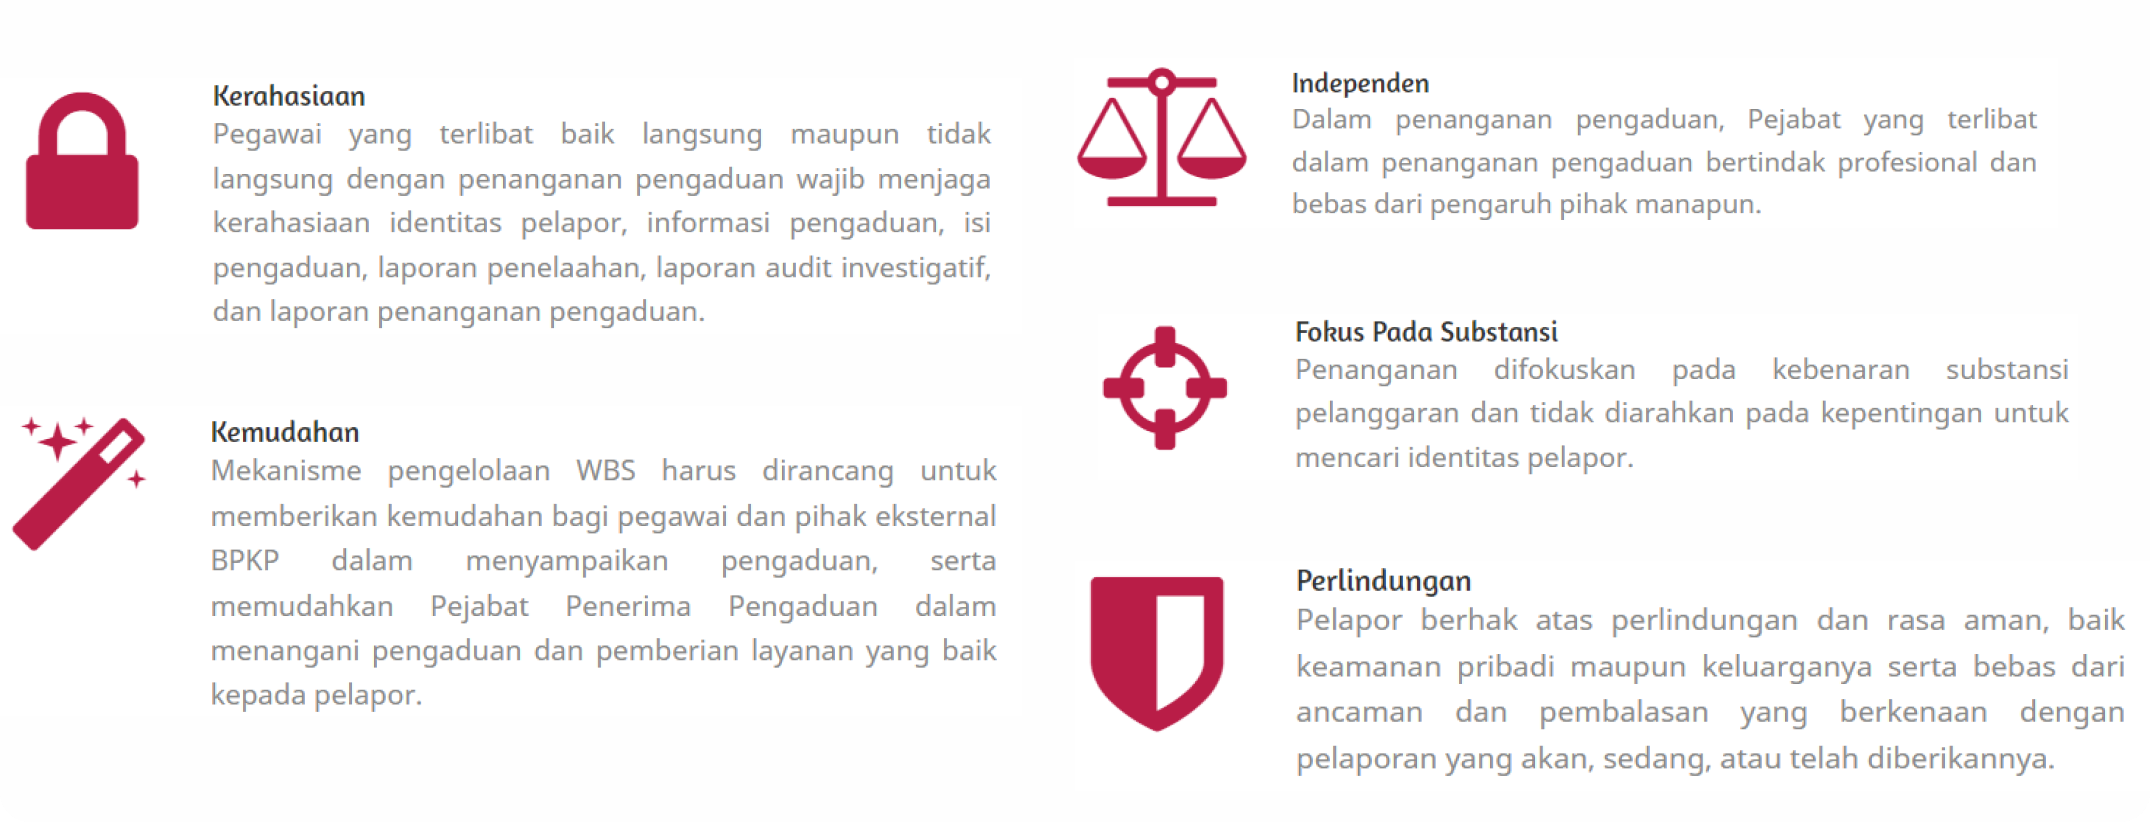 Kerahasiaan
Pegawai yang terlibat baik langsung maupun tidak
langsung dengan penanganan pengaduan wajib menjaga
kerahasiaan identitas pelapor, informasi pengaduan, isi
pengaduan, laporan penelaahan, laporan audit investigatif,
dan laporan penanganan pengaduan.
Kemudahan
Mekanisme pengelolaan WBS harus dirancang untuk
memberikan kemudahan bagi pegawai dan pihak eksternal
BPKP dalam menyampaikan pengaduan, serta
memudahkan Pejabat Penerima Pengaduan dalam
menangani pengaduan dan pemberian layanan yang baik
kepada pelapor.
Independen
Dalam penanganan pengaduan, Pejabat yang terlibat
dalam penanganan pengaduan bertindak profesional dan
bebas dari pengaruh pihak manapun.
Fokus Pada Substansi
Penanganan difokuskan pada kebenaran substansi
pelanggaran dan tidak diarahkan pada kepentingan untuk
mencari identitas pelapor.
Perlindungan
Pelapor berhak atas perlindungan dan rasa aman, baik
keamanan pribadi maupun keluarganya serta bebas dari
ancaman dan pembalasan yang berkenaan dengan
pelaporan yang akan, sedang, atau telah diberikannya.